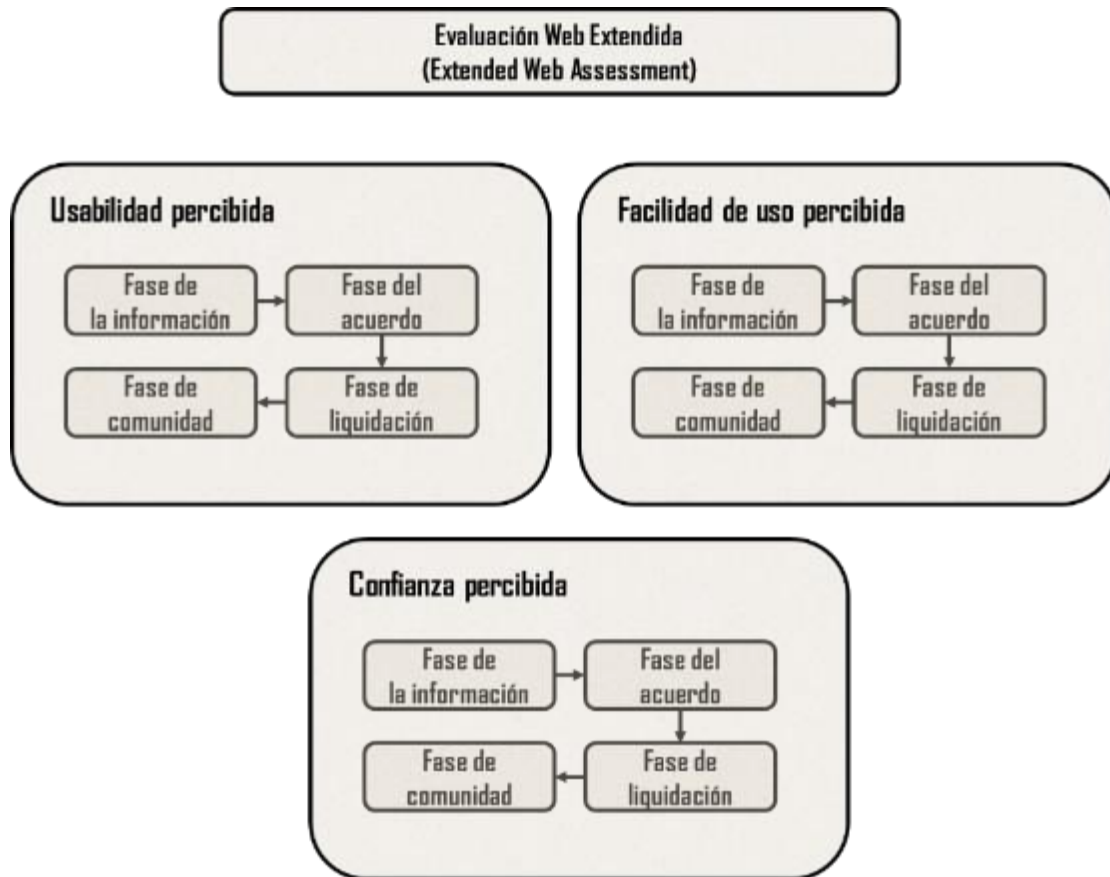 Evaluación Web Extendida
(Extended Web Assessment)
Usabilidad percibida
Fase de
la información
Fase del
acuerdo
Fase de
comunidad
Fase de
liquidación
Facilidad de uso percibida
Fase de
la información
Fase del
acuerdo
Fase de
comunidad
Fase de
liquidación
Confianza percibida
Fase de
la información
Fase del
acuerdo
Fase de
comunidad
Fase de
liquidación